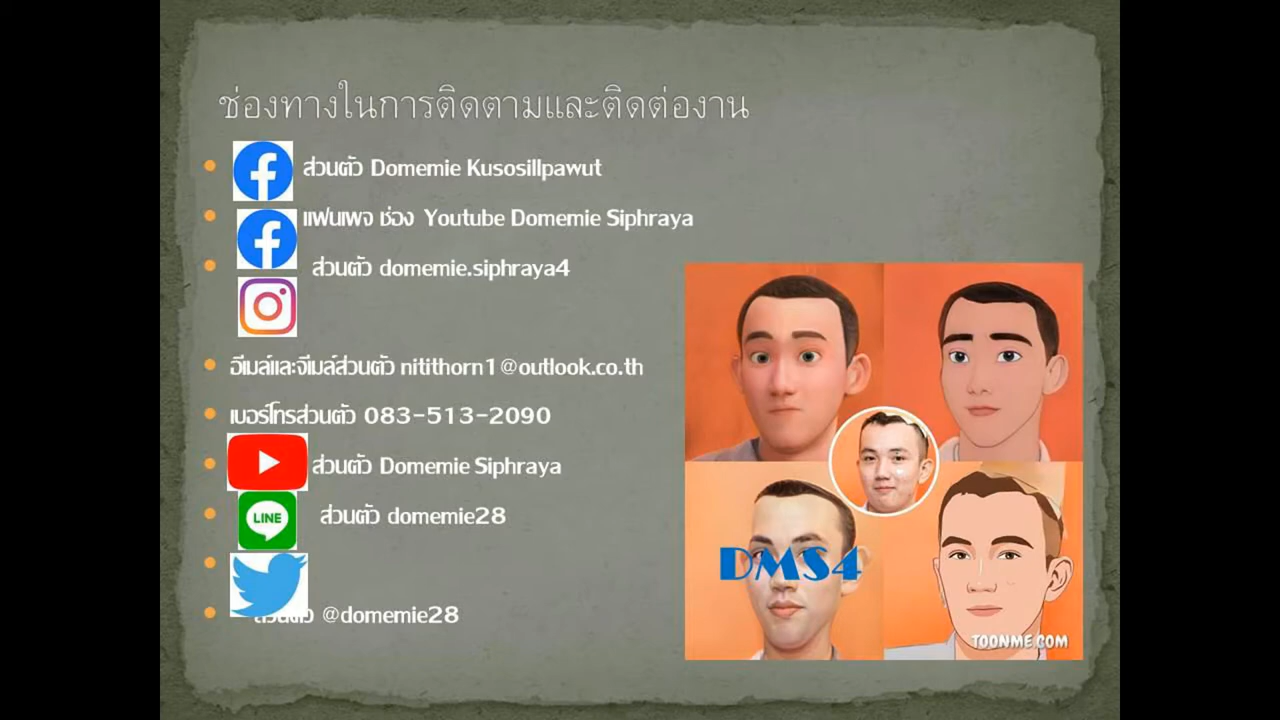 ช่องทางในการติดตามและติดต่องาน
ส่วนตัว Domemie Kusosillpawut
แฟนเพจ ช่อง Youtube Domemie Siphraya
ส่วนตัว domemie.siphraya4
อีเมล์และจีเมล์ส่วนตัว nitithorn1@outlook.co.th
เบอร์โทรส่วนตัว 083-513-2090
ส่วนตัว Domemie Siphraya
LINE ส่วนตัว domemie28
ส่วนตัว @domemie28
DMS4
TOONME.COM